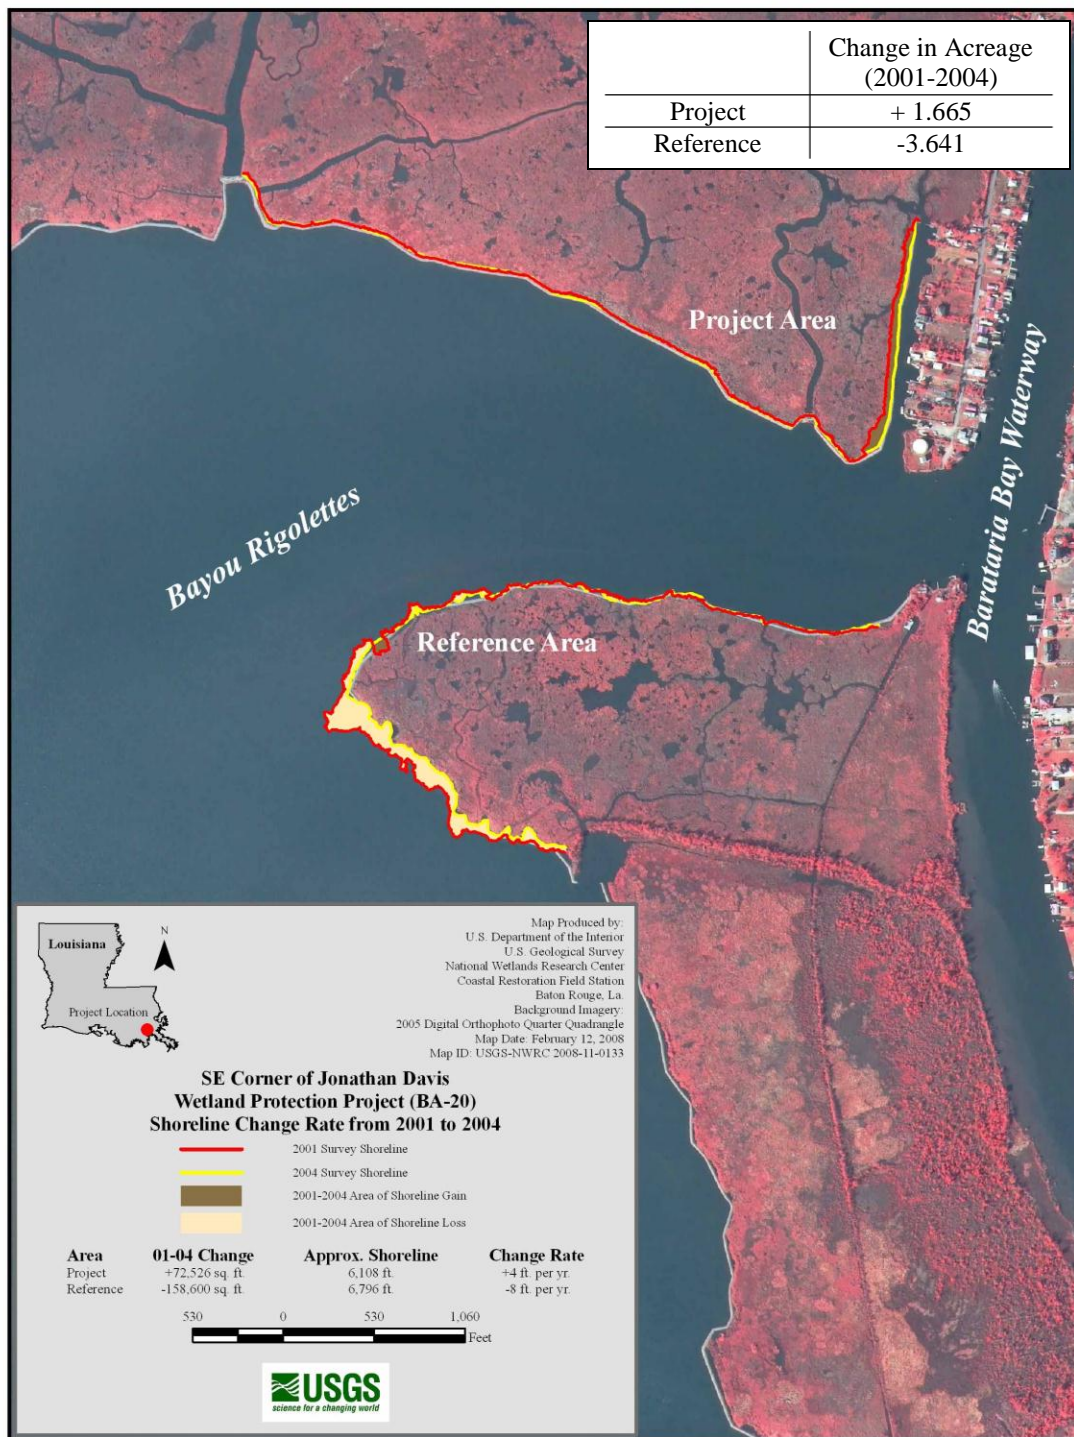 Change in Acreage
(2001-2004)
Project + 1.665
Reference -3.641
Project Area
Barataria Bay Waterway
Bayou Rigolettes
Reference Area
N
Louisiana
Project Location
Map Produced by:
U.S. Department of the Interior
U.S. Geological Survey
National Wetlands Research Center
Coastal Restoration Field Station
Baton Rouge, La.
Background Imagery:
2005 Digital Orthophoto Quarter Quadrangle
Map Date: February 12, 2008
Map ID: USGS-NWRC 2008-11-0133
SE Corner of Jonathan Davis
Wetland Protection Project (BA-20)
Shoreline Change Rate from 2001 to 2004
2001 Survey Shoreline
2004 Survey Shoreline
2001-2004 Area of Shoreline Gain
2001-2004 Area of Shoreline Loss
Area 01-04 Change Approx. Shoreline Change Rate
Project +72,526 sq. ft. 6,108 ft. +4 ft. per yr.
Reference -158,600 sq. ft. 6,796 ft. -8 ft. per yr.
530 0 530 1,060
Feet
USGS
science for a changing world